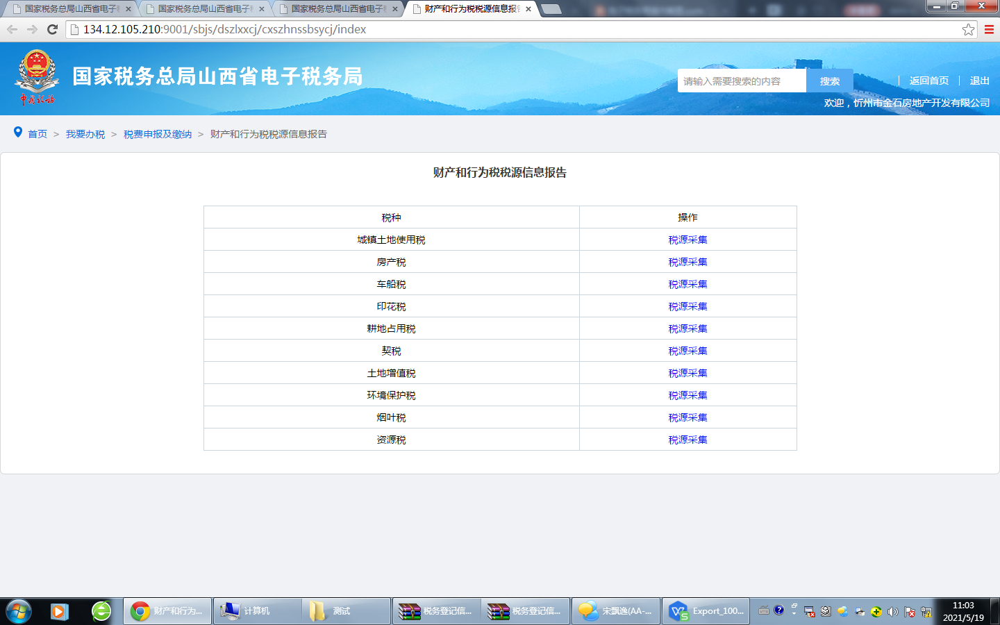 国家税务总局山西省电子
国家税务总局山西省电子
国家税务总局山西省电子
财产和行为税税源信息报
134.12.105.210:9001/sbjs/dszlxxcj/cxszhnssbsycj/index
国家税务总局山西省电子税务局
中国税务
请输入需要搜索的内容 搜索
返回首页 退出
欢迎，忻州市金石房地产开发有限公司
首页 > 我要办税 > 税费申报及缴纳 > 财产和行为税税源信息报告
财产和行为税税源信息报告
税种 操作
城镇土地使用税 税源采集
房产税 税源采集
车船税 税源采集
印花税 税源采集
耕地占用税 税源采集
契税 税源采集
土地增值税 税源采集
环境保护税 税源采集
烟叶税 税源采集
资源税 税源采集
财产和行为... 计算机 测试 税务登记信... 税务登记信... 宋飘逸(AA-... Export_100...
11:03
2021/5/19